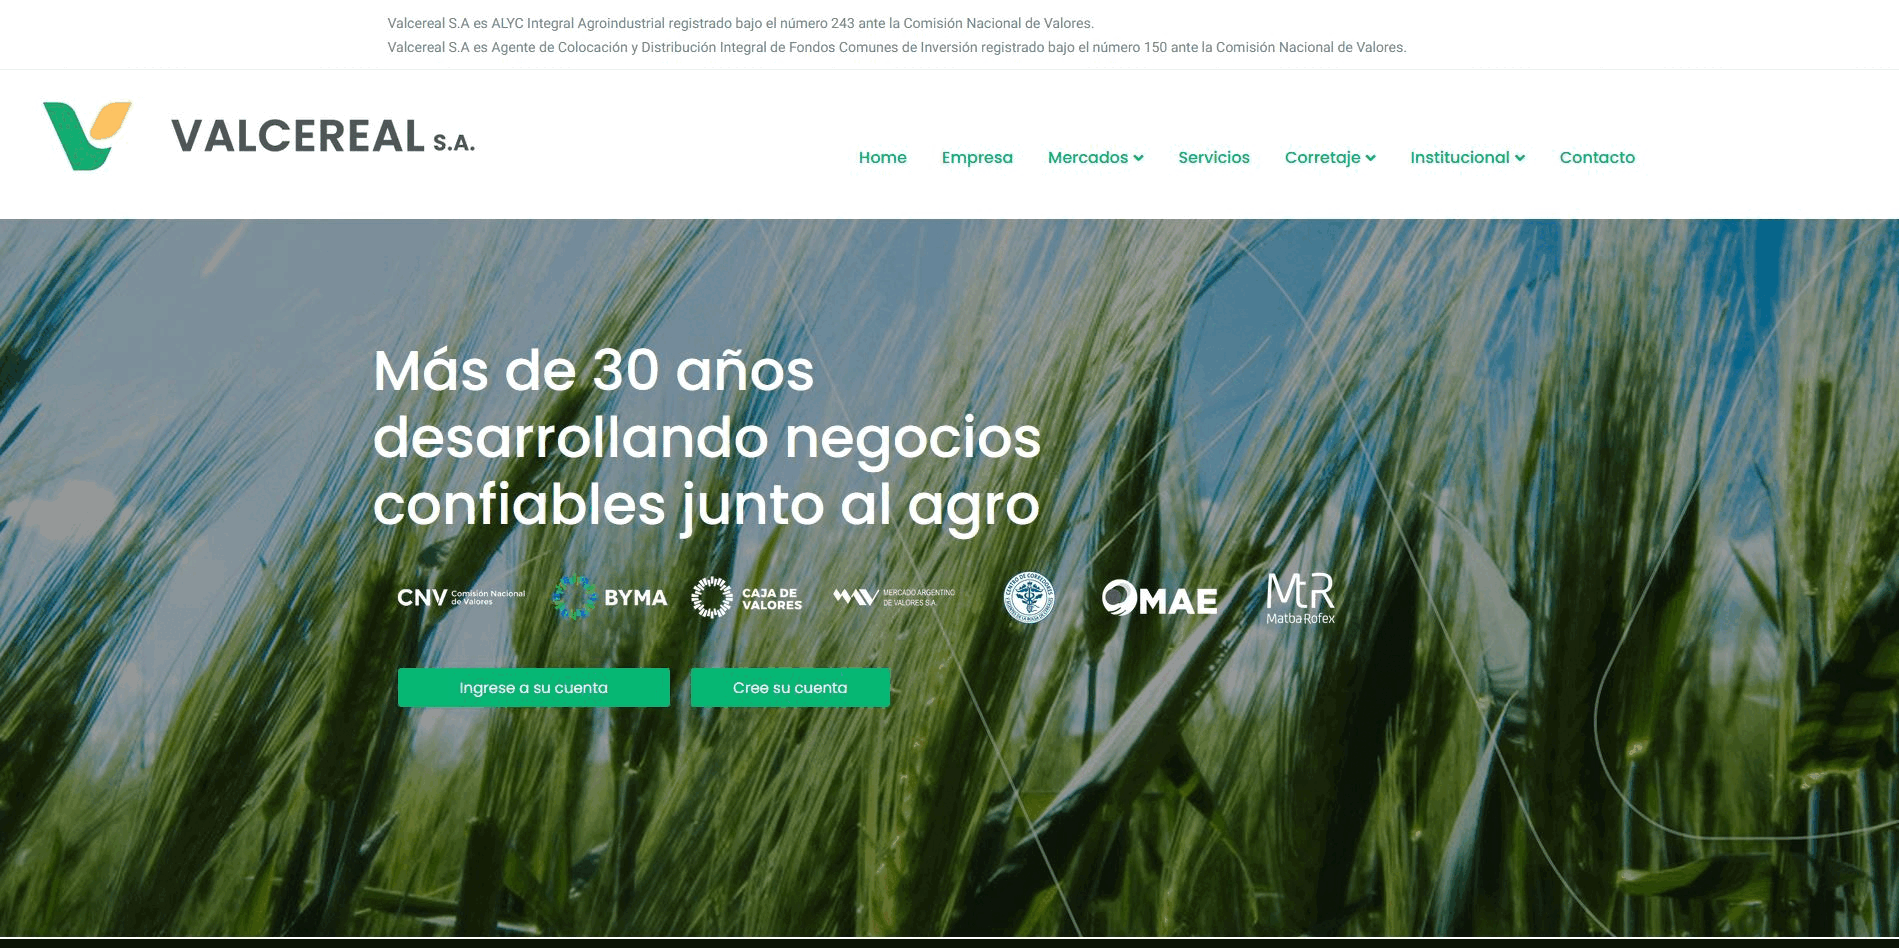 Valcereal S.A es ALYC Integral Agroindustrial registrado bajo el número 243 ante la Comisión Nacional de Valores.
Valcereal S.A es Agente de Colocación y Distribución Integral de Fondos Comunes de Inversión registrado bajo el número 150 ante la Comisión Nacional de Valores.
VALCEREAL S.A.
Home Empresa Mercados Servicios Corretaje Institucional Contacto
Más de 30 años
desarrollando negocios
confiables junto al agro
CNV Comisión Nacional
de Valores
BYMA
CAJA DE
VALORES
MERCADO ARGENTINO
DE VALORES S.A.
MAE
MtR
MatbaRofex
Ingrese a su cuenta
Cree su cuenta